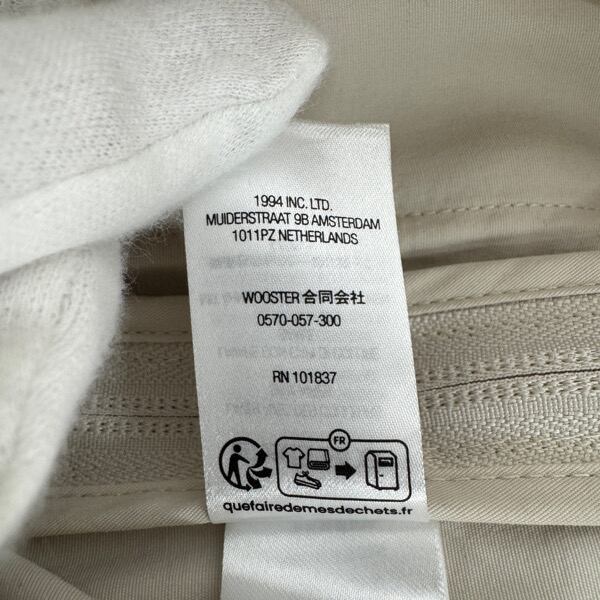 1994 INC. LTD.
MUIDERSTRAAT 9B AMSTERDAM
1011PZ NETHERLANDS
WOOSTER 合同会社
0570-057-300
RN 101837
FR
quefairedemesdechets.fr